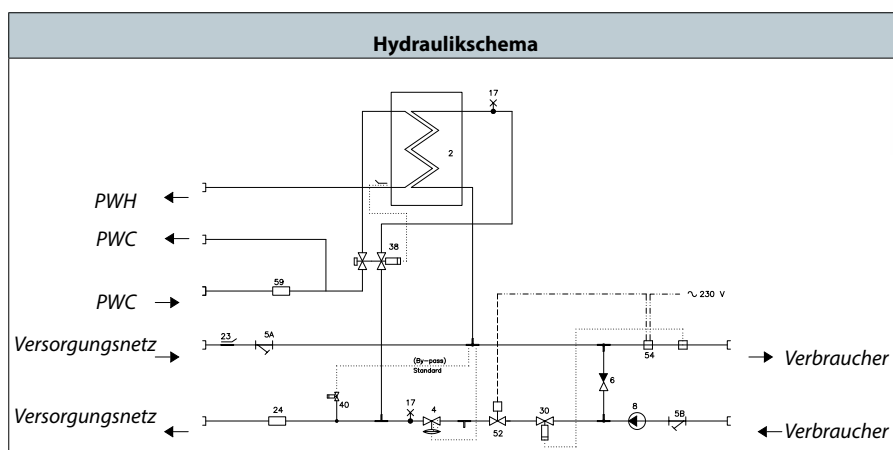 Hydraulikschema
17
2
PWH
PWC
38
59
PWC
~ 230 V
Versorgungsnetz
23
5A
54
Verbraucher
(By-pass)
Standard
6
40
17
4
Versorgungsnetz
24
52
30
8
5B
Verbraucher